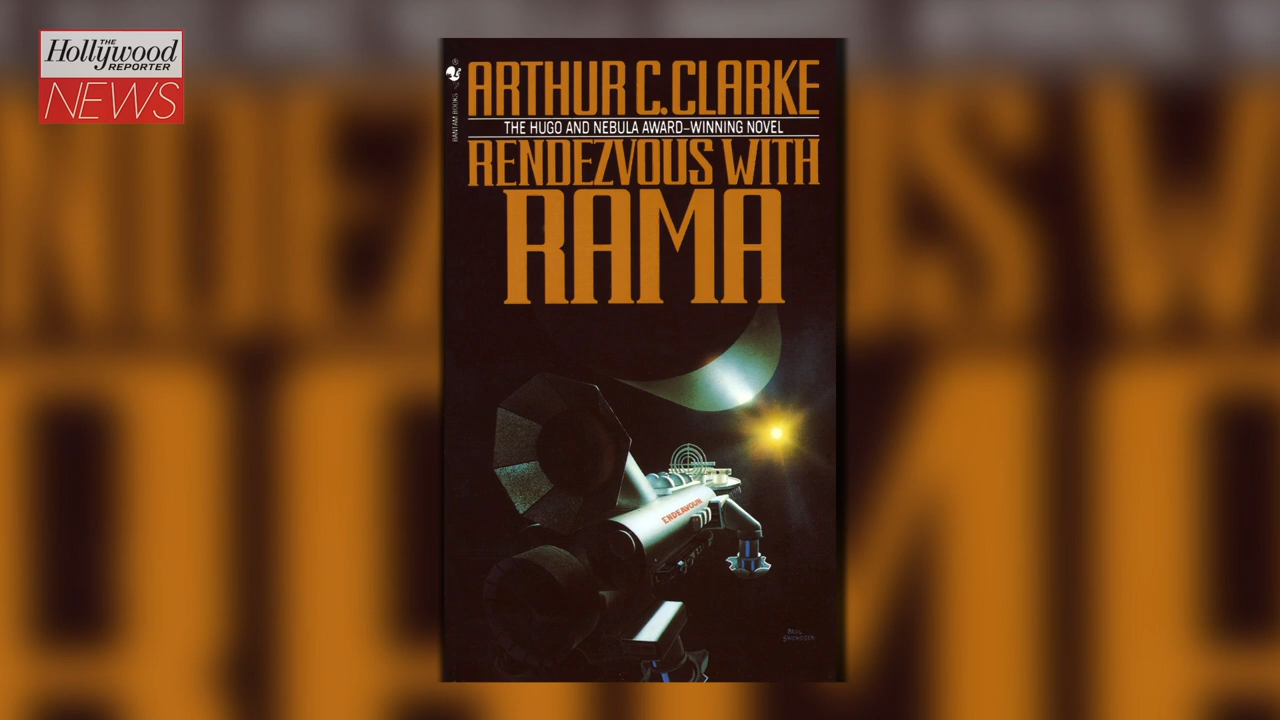 THE
Hollywood
REPORTER
NEWS
ARTHUR C. CLARKE
THE HUGO AND NEBULA AWARD–WINNING NOVEL
RENDEZVOUS WITH
RAMA
BANTAM BOOKS
ENDEAVOUR